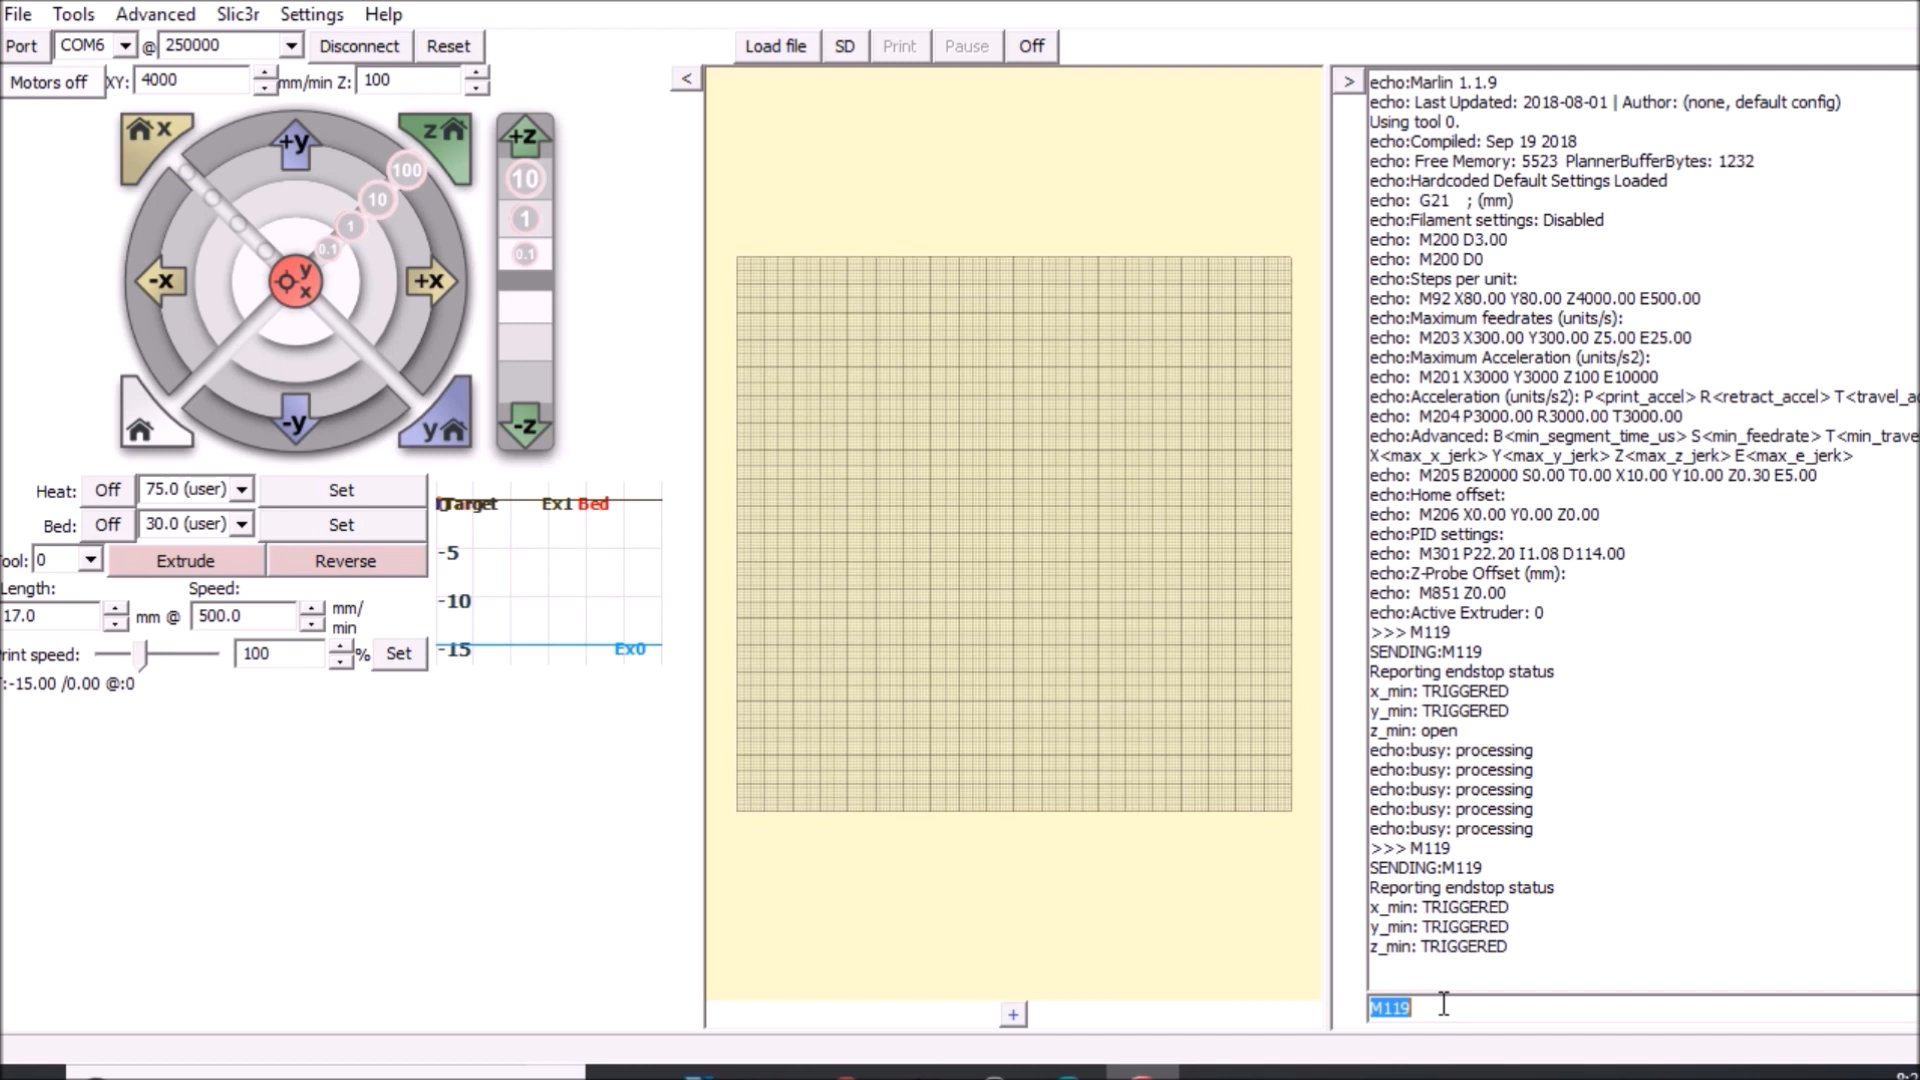 File Tools Advanced Slic3r Settings Help
Port COM6 @ 250000 Disconnect Reset Load file SD Print Pause Off
Motors off XY: 4000 mm/min Z: 100
< >
x +y z +z
100 10 1 0.1
10 1 0.1
-x y x +x
-y y -z
Heat: Off 75.0 (user) Set
Bed: Off 30.0 (user) Set
Target Ex1 Bed
-5
-10
-15 Ex0
ool: 0 Extrude Reverse
Length: Speed:
17.0 mm @ 500.0 mm/
min
rint speed: 100 % Set
:-15.00 /0.00 @:0
+
echo:Marlin 1.1.9
echo: Last Updated: 2018-08-01 | Author: (none, default config)
Using tool 0.
echo:Compiled: Sep 19 2018
echo: Free Memory: 5523 PlannerBufferBytes: 1232
echo:Hardcoded Default Settings Loaded
echo: G21 ; (mm)
echo:Filament settings: Disabled
echo: M200 D3.00
echo: M200 D0
echo:Steps per unit:
echo: M92 X80.00 Y80.00 Z4000.00 E500.00
echo:Maximum feedrates (units/s):
echo: M203 X300.00 Y300.00 Z5.00 E25.00
echo:Maximum Acceleration (units/s2):
echo: M201 X3000 Y3000 Z100 E10000
echo:Acceleration (units/s2): P<print_accel> R<retract_accel> T<travel_a
echo: M204 P3000.00 R3000.00 T3000.00
echo:Advanced: B<min_segment_time_us> S<min_feedrate> T<min_trave
X<max_x_jerk> Y<max_y_jerk> Z<max_z_jerk> E<max_e_jerk>
echo: M205 B20000 S0.00 T0.00 X10.00 Y10.00 Z0.30 E5.00
echo:Home offset:
echo: M206 X0.00 Y0.00 Z0.00
echo:PID settings:
echo: M301 P22.20 I1.08 D114.00
echo:Z-Probe Offset (mm):
echo: M851 Z0.00
echo:Active Extruder: 0
>>> M119
SENDING:M119
Reporting endstop status
x_min: TRIGGERED
y_min: TRIGGERED
z_min: open
echo:busy: processing
echo:busy: processing
echo:busy: processing
echo:busy: processing
echo:busy: processing
>>> M119
SENDING:M119
Reporting endstop status
x_min: TRIGGERED
y_min: TRIGGERED
z_min: TRIGGERED
M119